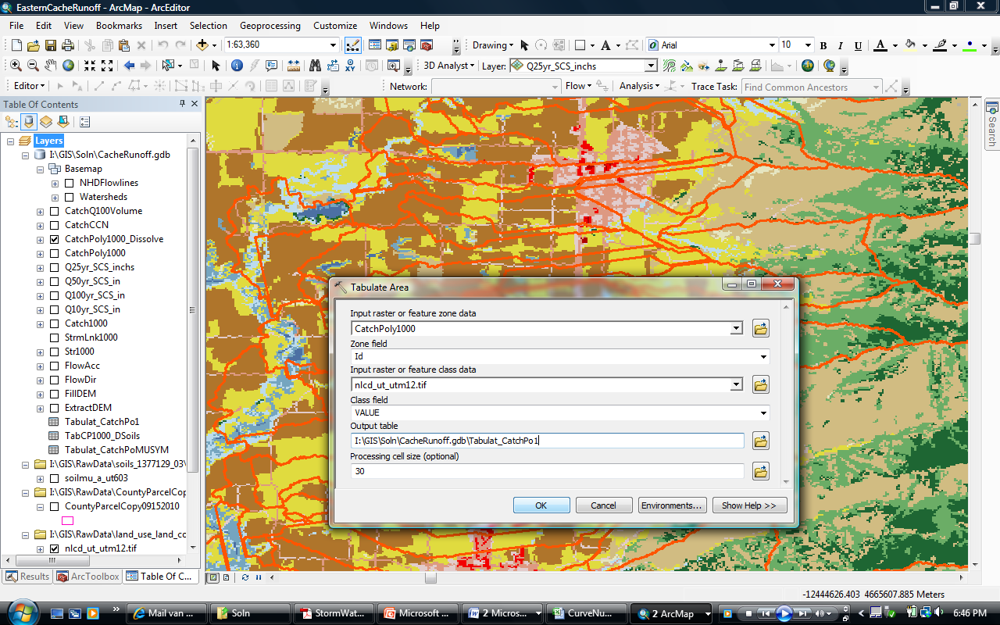 EasternCacheRunoff - ArcMap - ArcEditor
File Edit View Bookmarks Insert Selection Geoprocessing Customize Windows Help
1:63,360 Drawing A Arial 10 B I U A
3D Analyst Layer: Q25yr_SCS_inchs
Editor Network: Flow Analysis Trace Task: Find Common Ancestors
Table Of Contents
Layers
I:\GIS\Soln\CacheRunoff.gdb
Basemap
NHDFlowlines
Watersheds
CatchQ100Volume
CatchCCN
CatchPoly1000_Dissolve
CatchPoly1000
Q25yr_SCS_inchs
Q50yr_SCS_in
Q100yr_SCS_in
Q10yr_SCS_in
Catch1000
StrmLnk1000
Str1000
FlowAcc
FlowDir
FillDEM
ExtractDEM
Tabulat_CatchPo1
TabCP1000_DSoils
Tabulat_CatchPoMUSYM
I:\GIS\RawData\soils_1377129_03\
soilmu_a_ut603
I:\GIS\RawData\CountyParcelCop
CountyParcelCopy09152010
I:\GIS\RawData\land_use_land_co
nlcd_ut_utm12.tif
Results ArcToolbox Table Of C...
Search
Tabulate Area
Input raster or feature zone data
CatchPoly1000
Zone field
Id
Input raster or feature class data
nlcd_ut_utm12.tif
Class field
VALUE
Output table
I:\GIS\Soln\CacheRunoff.gdb\Tabulat_CatchPo1
Processing cell size (optional)
30
OK Cancel Environments... Show Help >>
-12444626.403 4665607.885 Meters
Mail van ... Soln StormWat... Microsoft ... 2 Micros... CurveNu... 2 ArcMap 6:46 PM